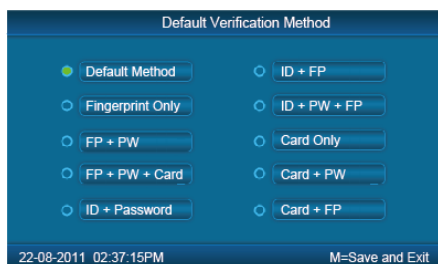 Default Verification Method
Default Method
ID + FP
Fingerprint Only
ID + PW + FP
FP + PW
Card Only
FP + PW + Card
Card + PW
ID + Password
Card + FP
22-08-2011 02:37:15PM
M=Save and Exit